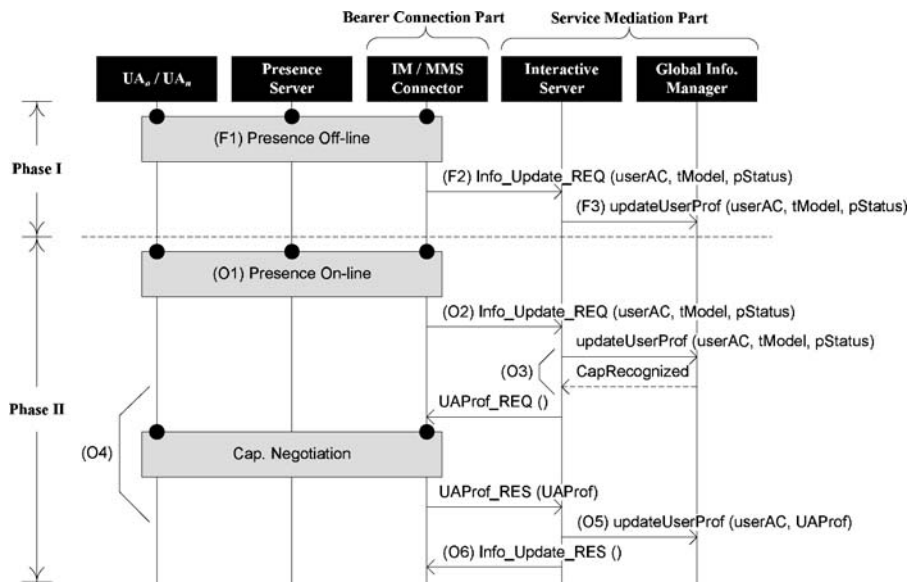 Bearer Connection Part
Service Mediation Part
UAo / UAn
Presence
Server
IM / MMS
Connector
Interactive
Server
Global Info.
Manager
Phase I
(F1) Presence Off-line
(F2) Info_Update_REQ (userAC, tModel, pStatus)
(F3) updateUserProf (userAC, tModel, pStatus)
Phase II
(O1) Presence On-line
(O2) Info_Update_REQ (userAC, tModel, pStatus)
updateUserProf (userAC, tModel, pStatus)
(O3)
CapRecognized
UAProf_REQ ()
(O4)
Cap. Negotiation
UAProf_RES (UAProf)
(O5) updateUserProf (userAC, UAProf)
(O6) Info_Update_RES ()